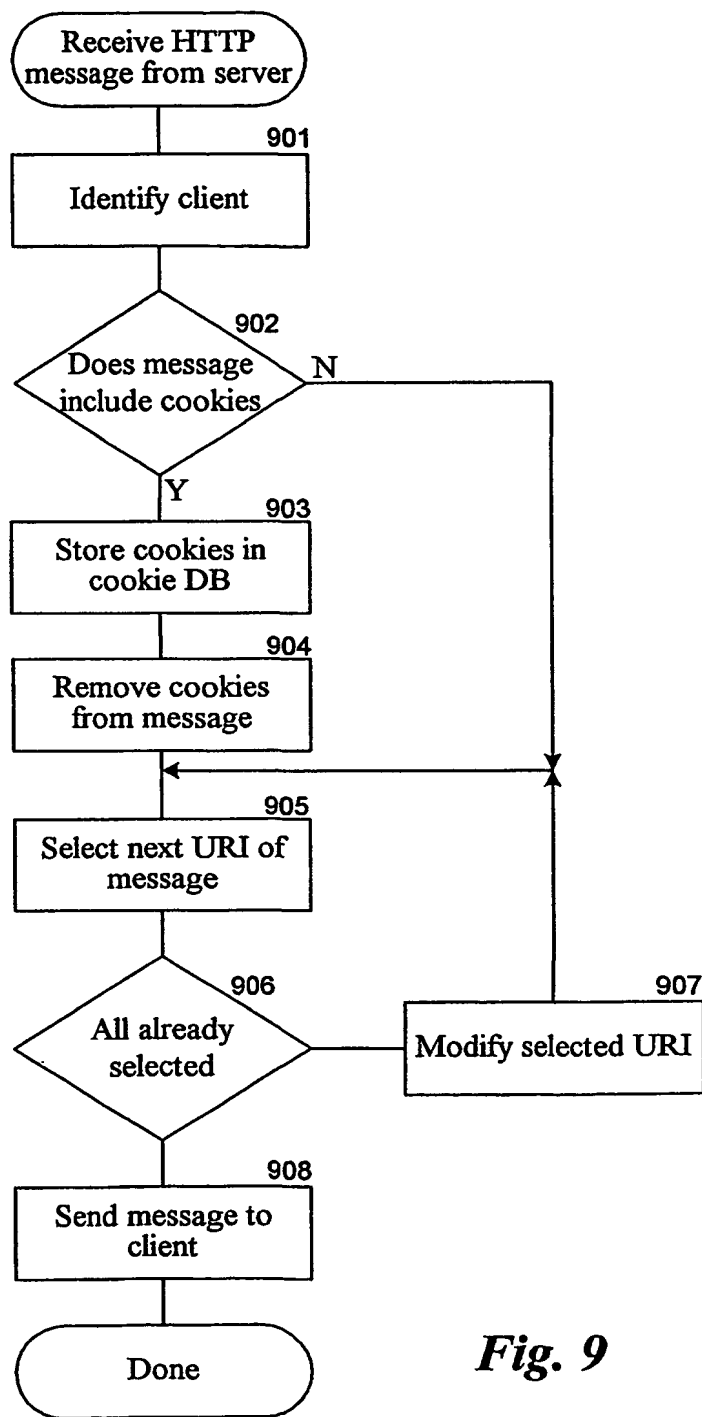 Receive HTTP
message from server
901
Identify client
902
Does message
include cookies
N
Y
903
Store cookies in
cookie DB
904
Remove cookies
from message
905
Select next URI of
message
906
All already
selected
907
Modify selected URI
908
Send message to
client
Done
Fig. 9